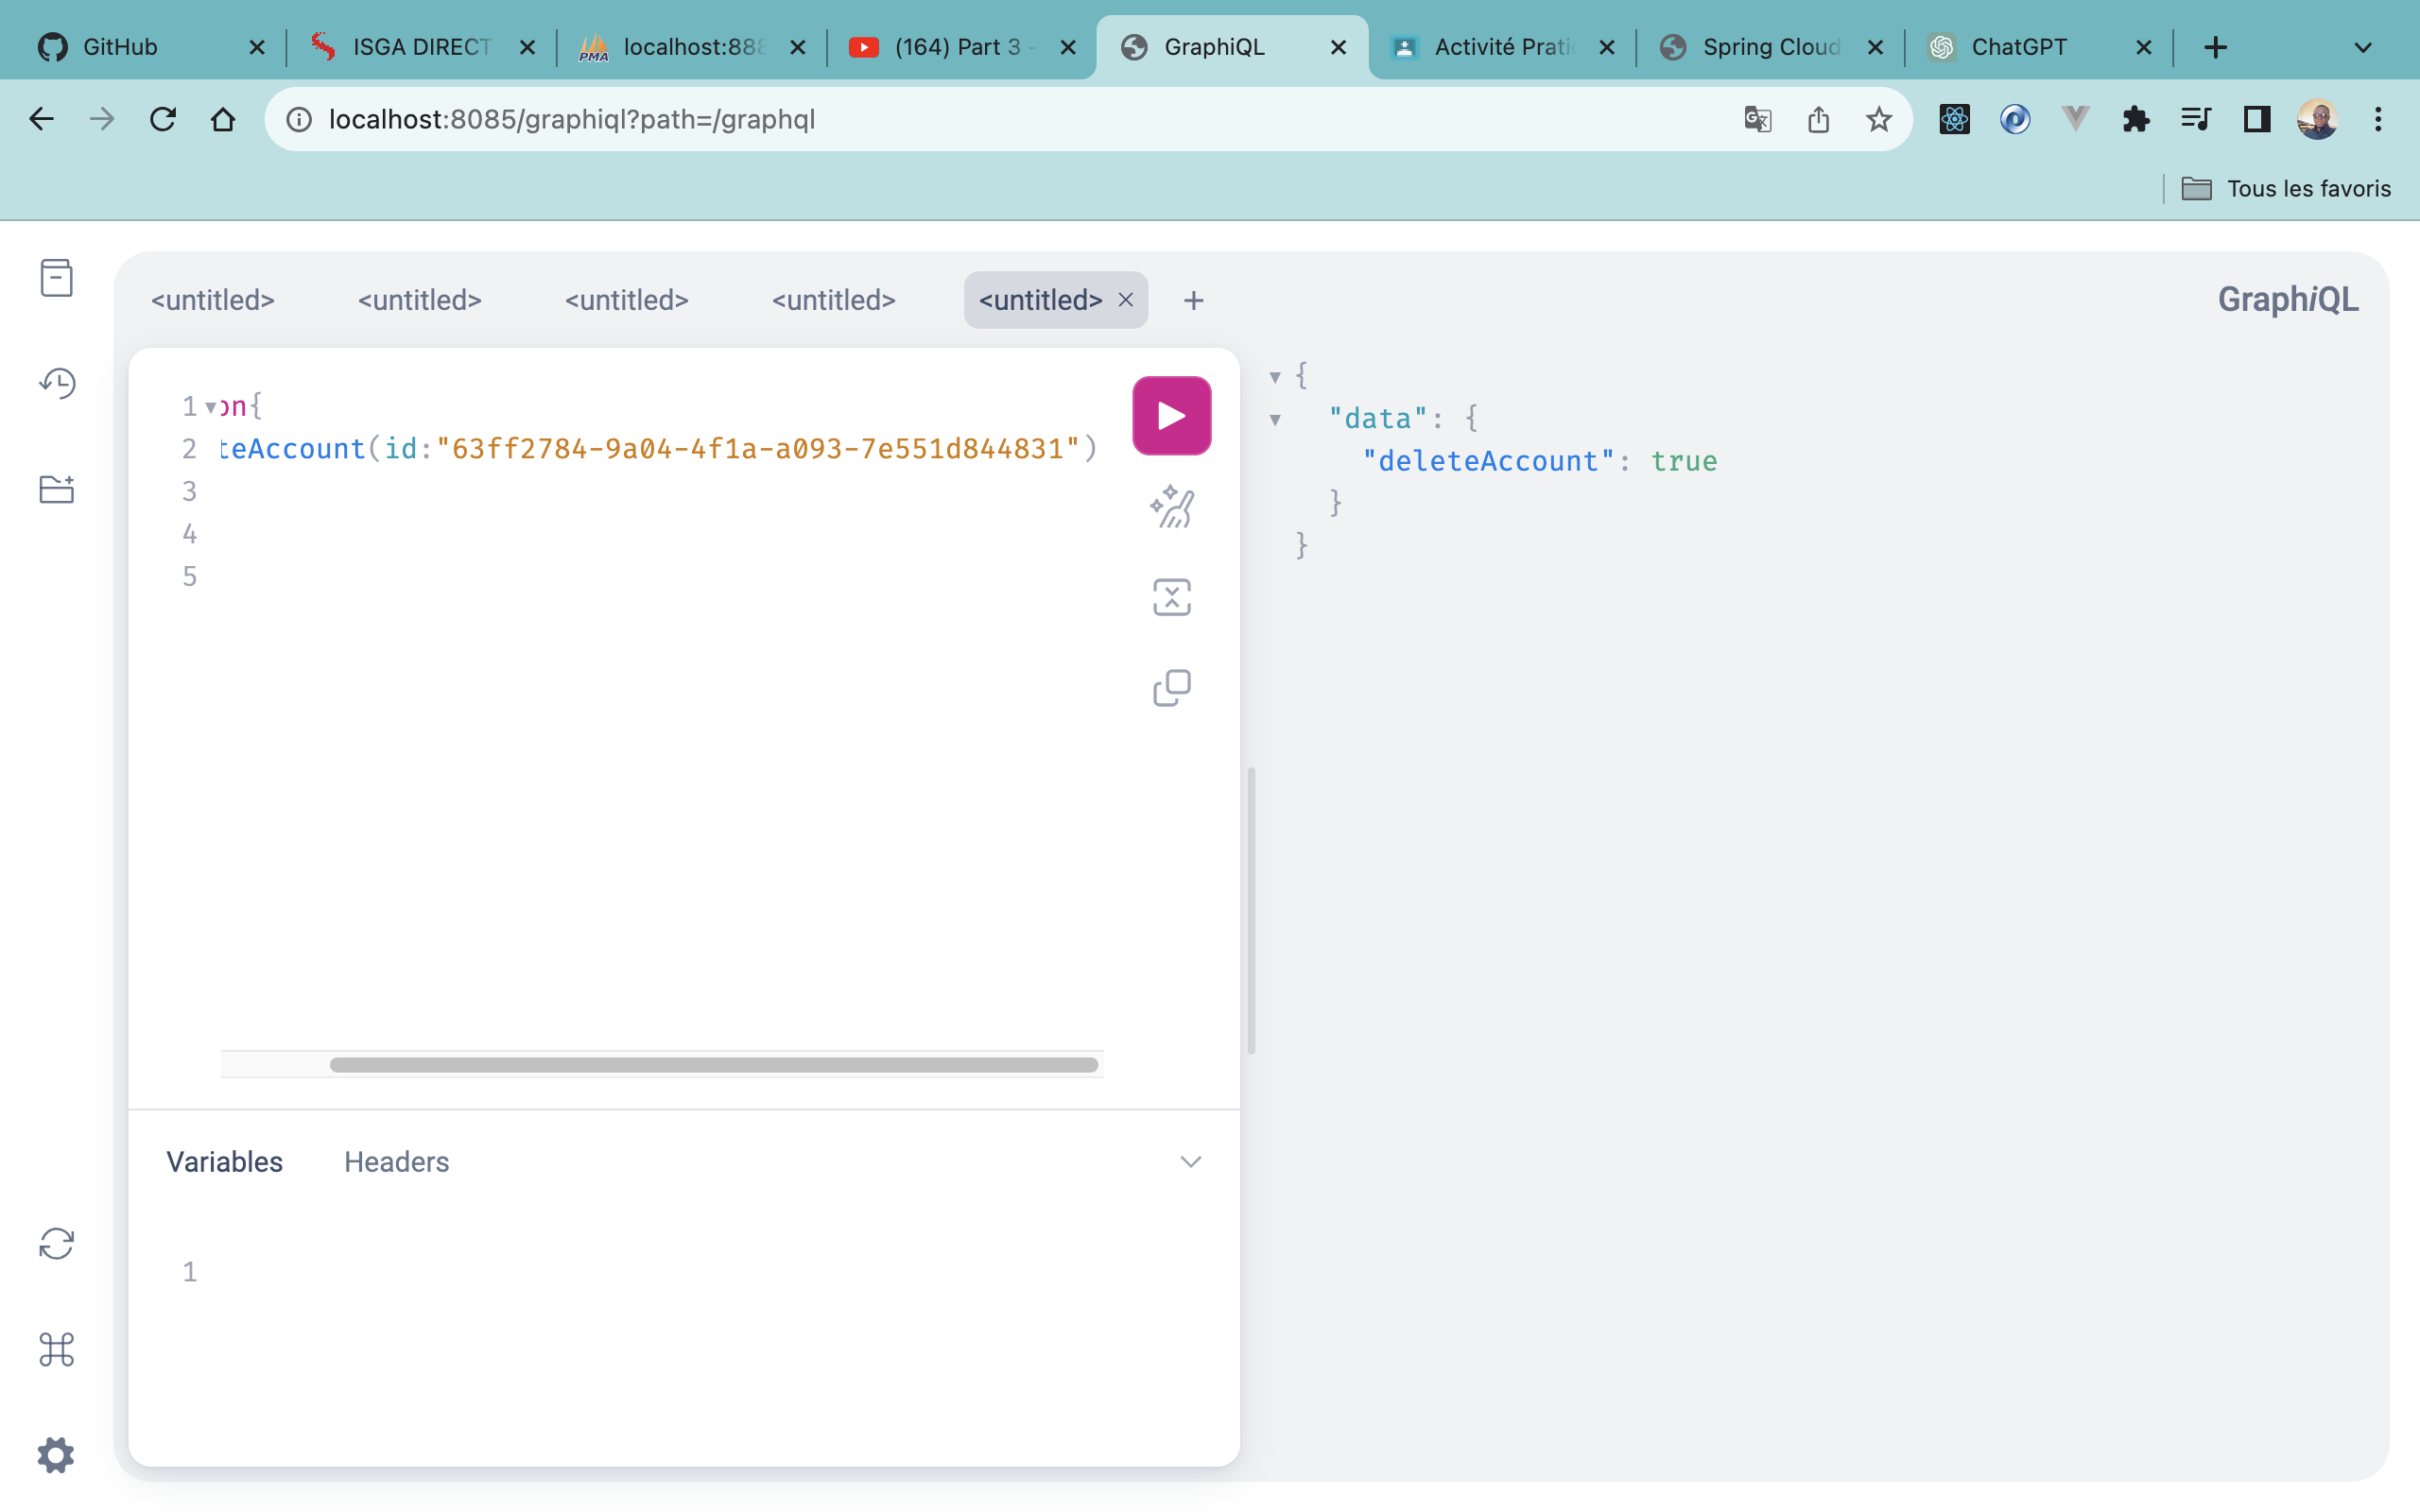 GitHub
ISGA DIRECT
localhost:888
(164) Part 3 -
GraphiQL
Activité Prati
Spring Cloud
ChatGPT
localhost:8085/graphiql?path=/graphql
Tous les favoris
<untitled>
<untitled>
<untitled>
<untitled>
<untitled>
GraphiQL
1 on{
2 teAccount(id:"63ff2784-9a04-4f1a-a093-7e551d844831")
3
4
5
{
"data": {
"deleteAccount": true
}
}
Variables
Headers
1